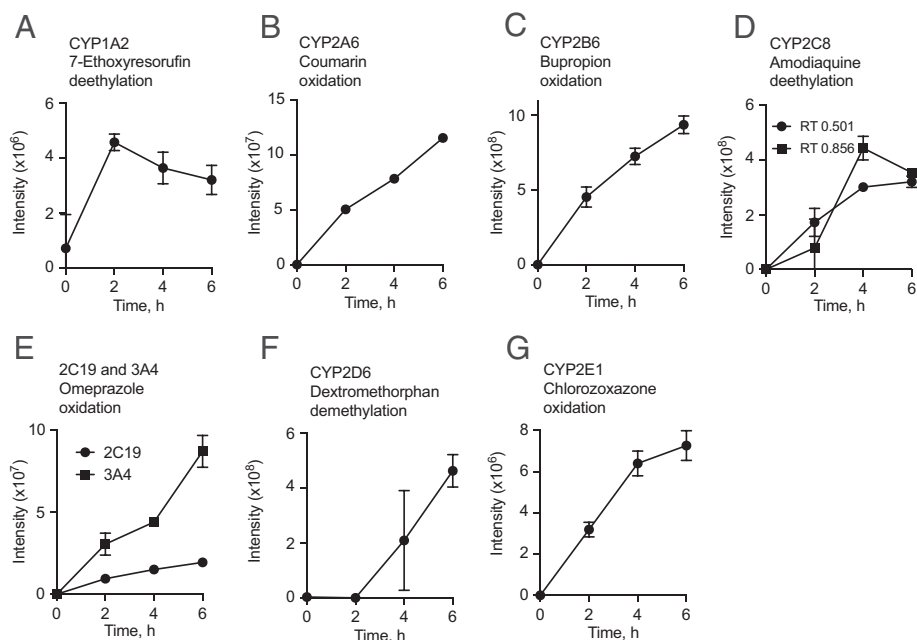 A
CYP1A2
7-Ethoxyresorufin
deethylation
Intensity (x10⁶)
6
4
2
0
0 2 4 6
Time, h
B
CYP2A6
Coumarin
oxidation
Intensity (x10⁷)
15
10
5
0
0 2 4 6
Time, h
C
CYP2B6
Bupropion
oxidation
Intensity (x10⁸)
10
5
0
0 2 4 6
Time, h
D
CYP2C8
Amodiaquine
deethylation
RT 0.501
RT 0.856
Intensity (x10⁸)
6
4
2
0
0 2 4 6
Time, h
E
2C19 and 3A4
Omeprazole
oxidation
2C19
3A4
Intensity (x10⁷)
10
5
0
0 2 4 6
Time, h
F
CYP2D6
Dextromethorphan
demethylation
Intensity (x10⁸)
6
4
2
0
0 2 4 6
Time, h
G
CYP2E1
Chlorozoxazone
oxidation
Intensity (x10⁶)
8
6
4
2
0
0 2 4 6
Time, h